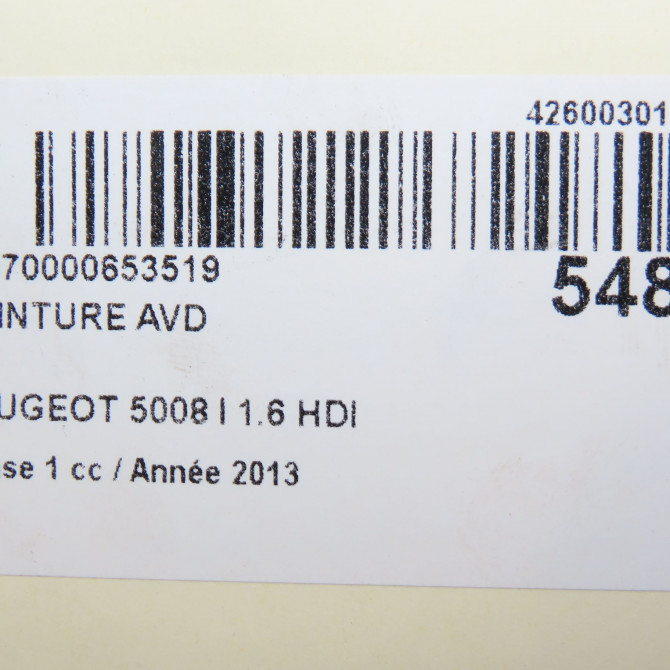 42600301
70000653519
548
INTURE AVD
UGEOT 5008 I 1.6 HDI
se 1 cc / Année 2013